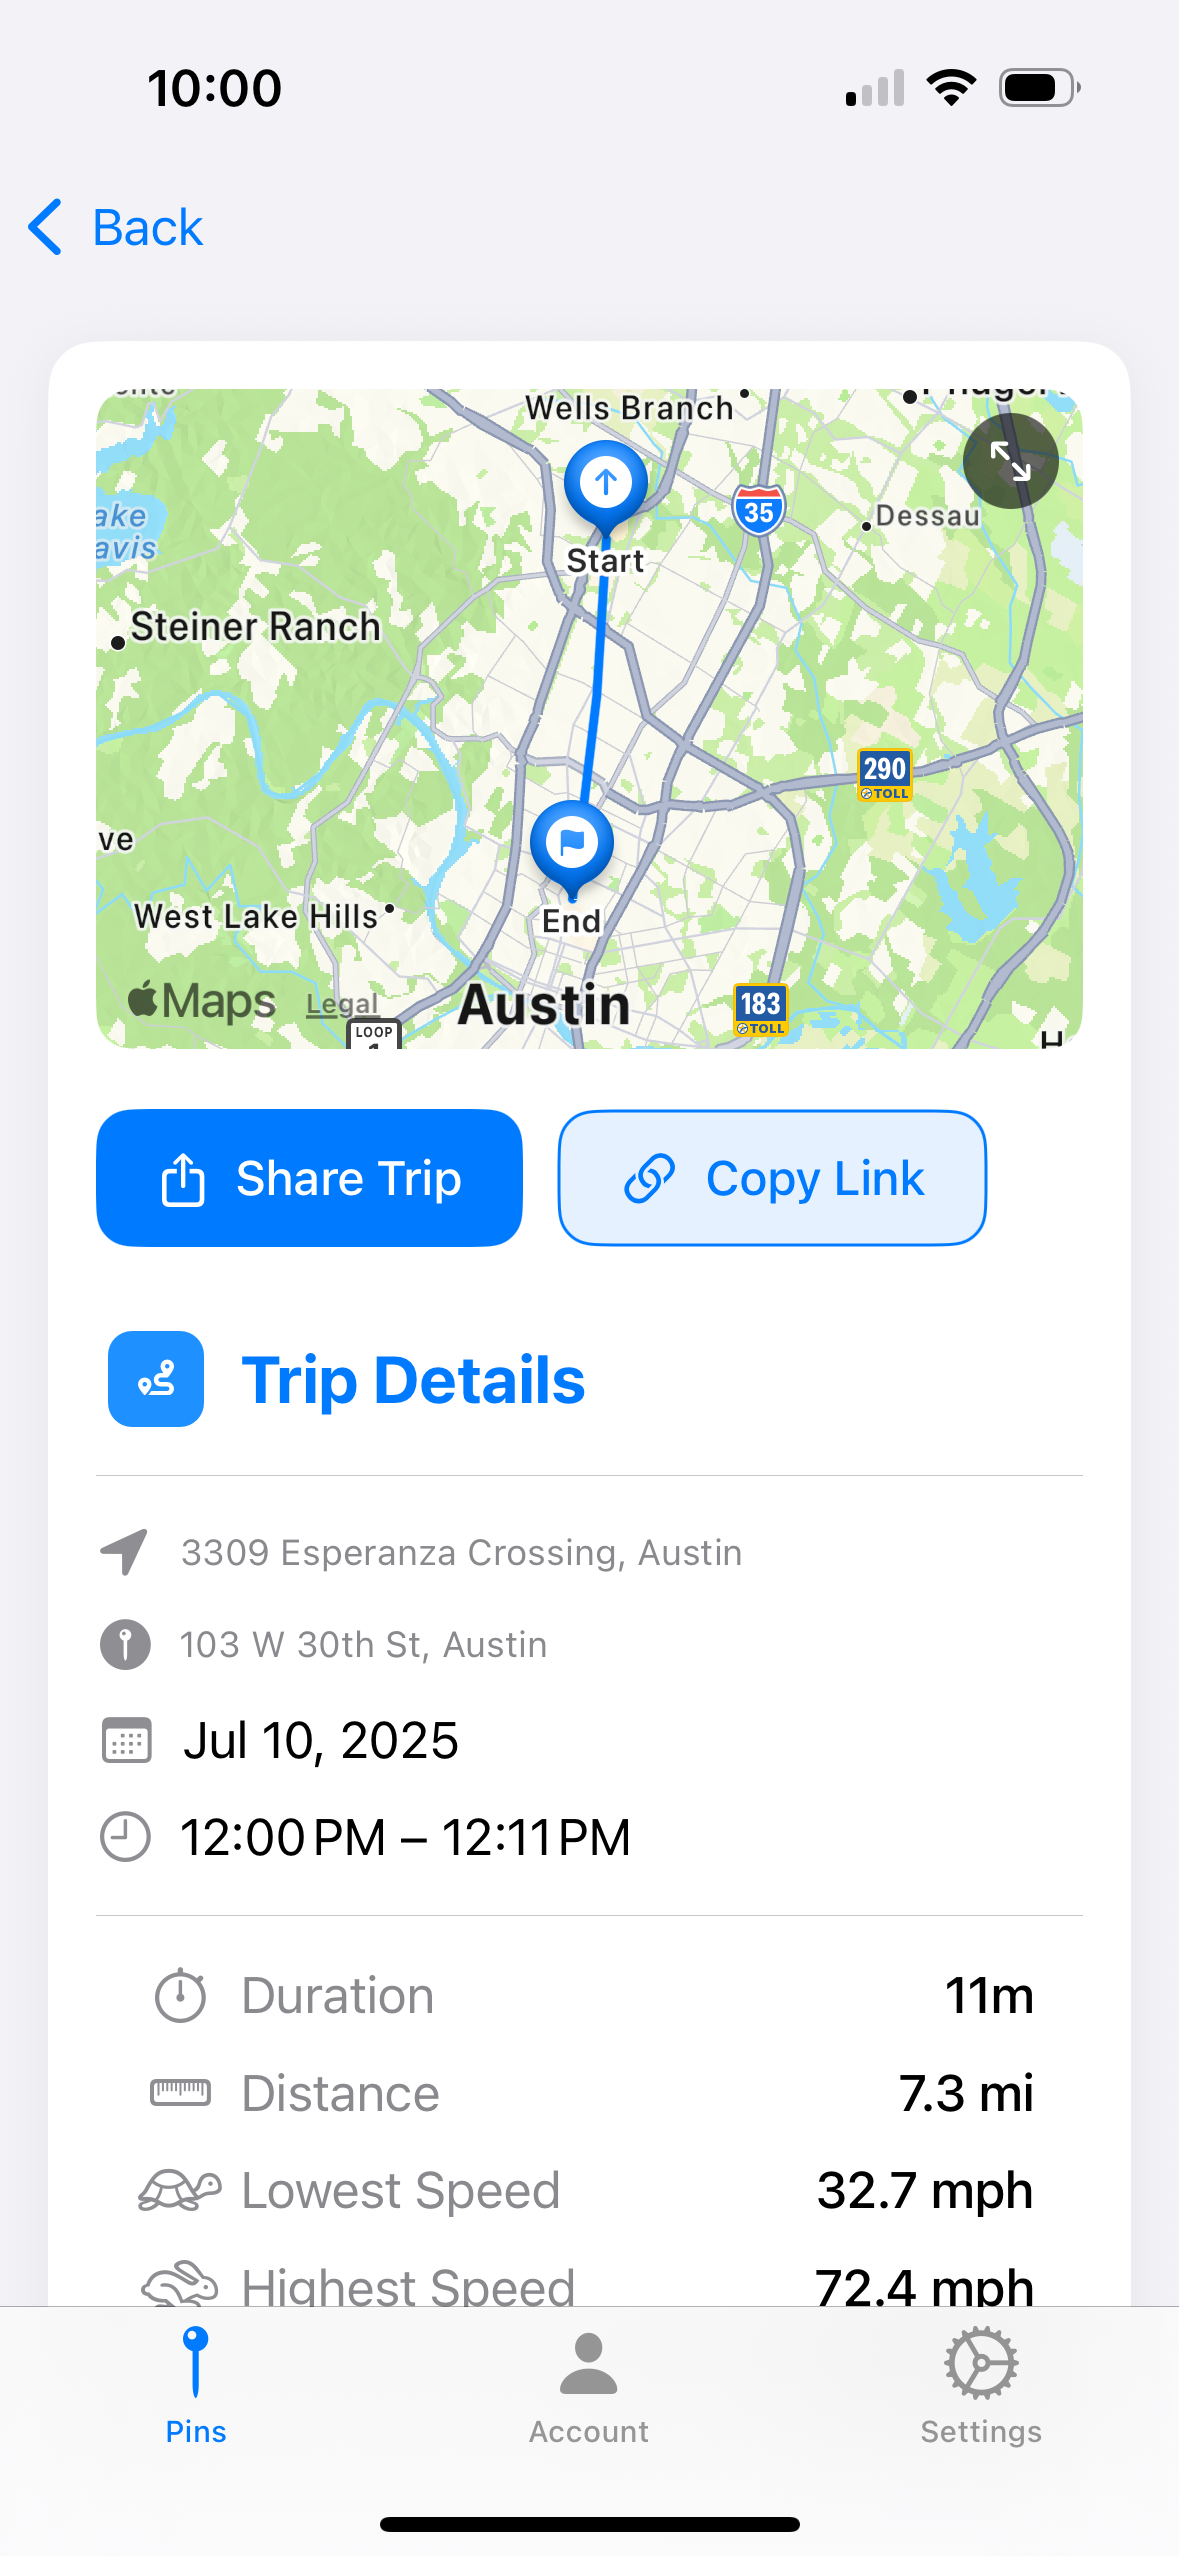 10:00
Back
Wells Branch
35
Dessau
Start
Steiner Ranch
290
TOLL
ve
West Lake Hills
End
Maps
Legal
Austin
183
TOLL
LOOP
Share Trip
Copy Link
Trip Details
3309 Esperanza Crossing, Austin
103 W 30th St, Austin
Jul 10, 2025
12:00 PM – 12:11 PM
Duration
11m
Distance
7.3 mi
Lowest Speed
32.7 mph
Highest Speed
72.4 mph
Pins
Account
Settings